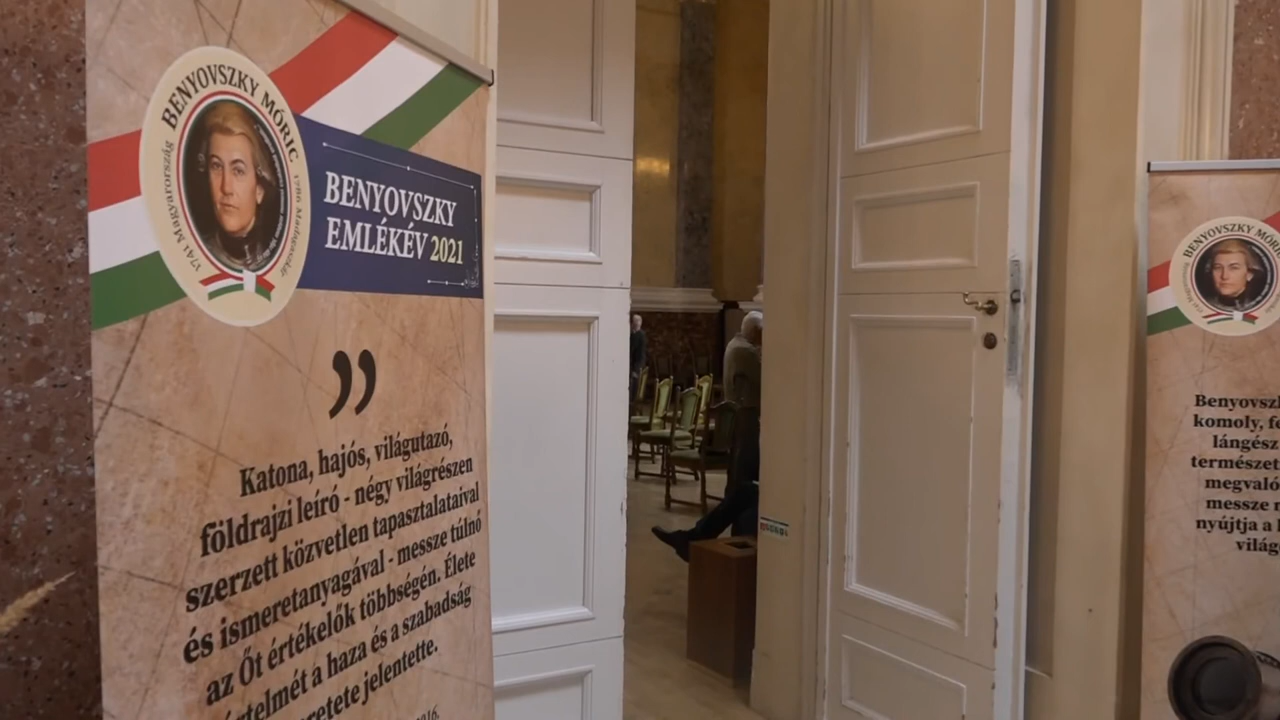 BENYOVSZKY MÓRIC
1741 Magyarország
1786 Madagaszkár
BENYOVSZKY
EMLÉKÉV 2021
”
Katona, hajós, világutazó,
földrajzi leíró - négy világrészen
szerzett közvetlen tapasztalataival
és ismeretanyagával - messze túlnő
az Őt értékelők többségén. Élete
értelmét a haza és a szabadság
szeretete jelentette.
2016.
BENYOVSZKY MÓRIC
Benyovszk
komoly, fe
lángész
természet
megvaló
messze
nyújtja a
világ